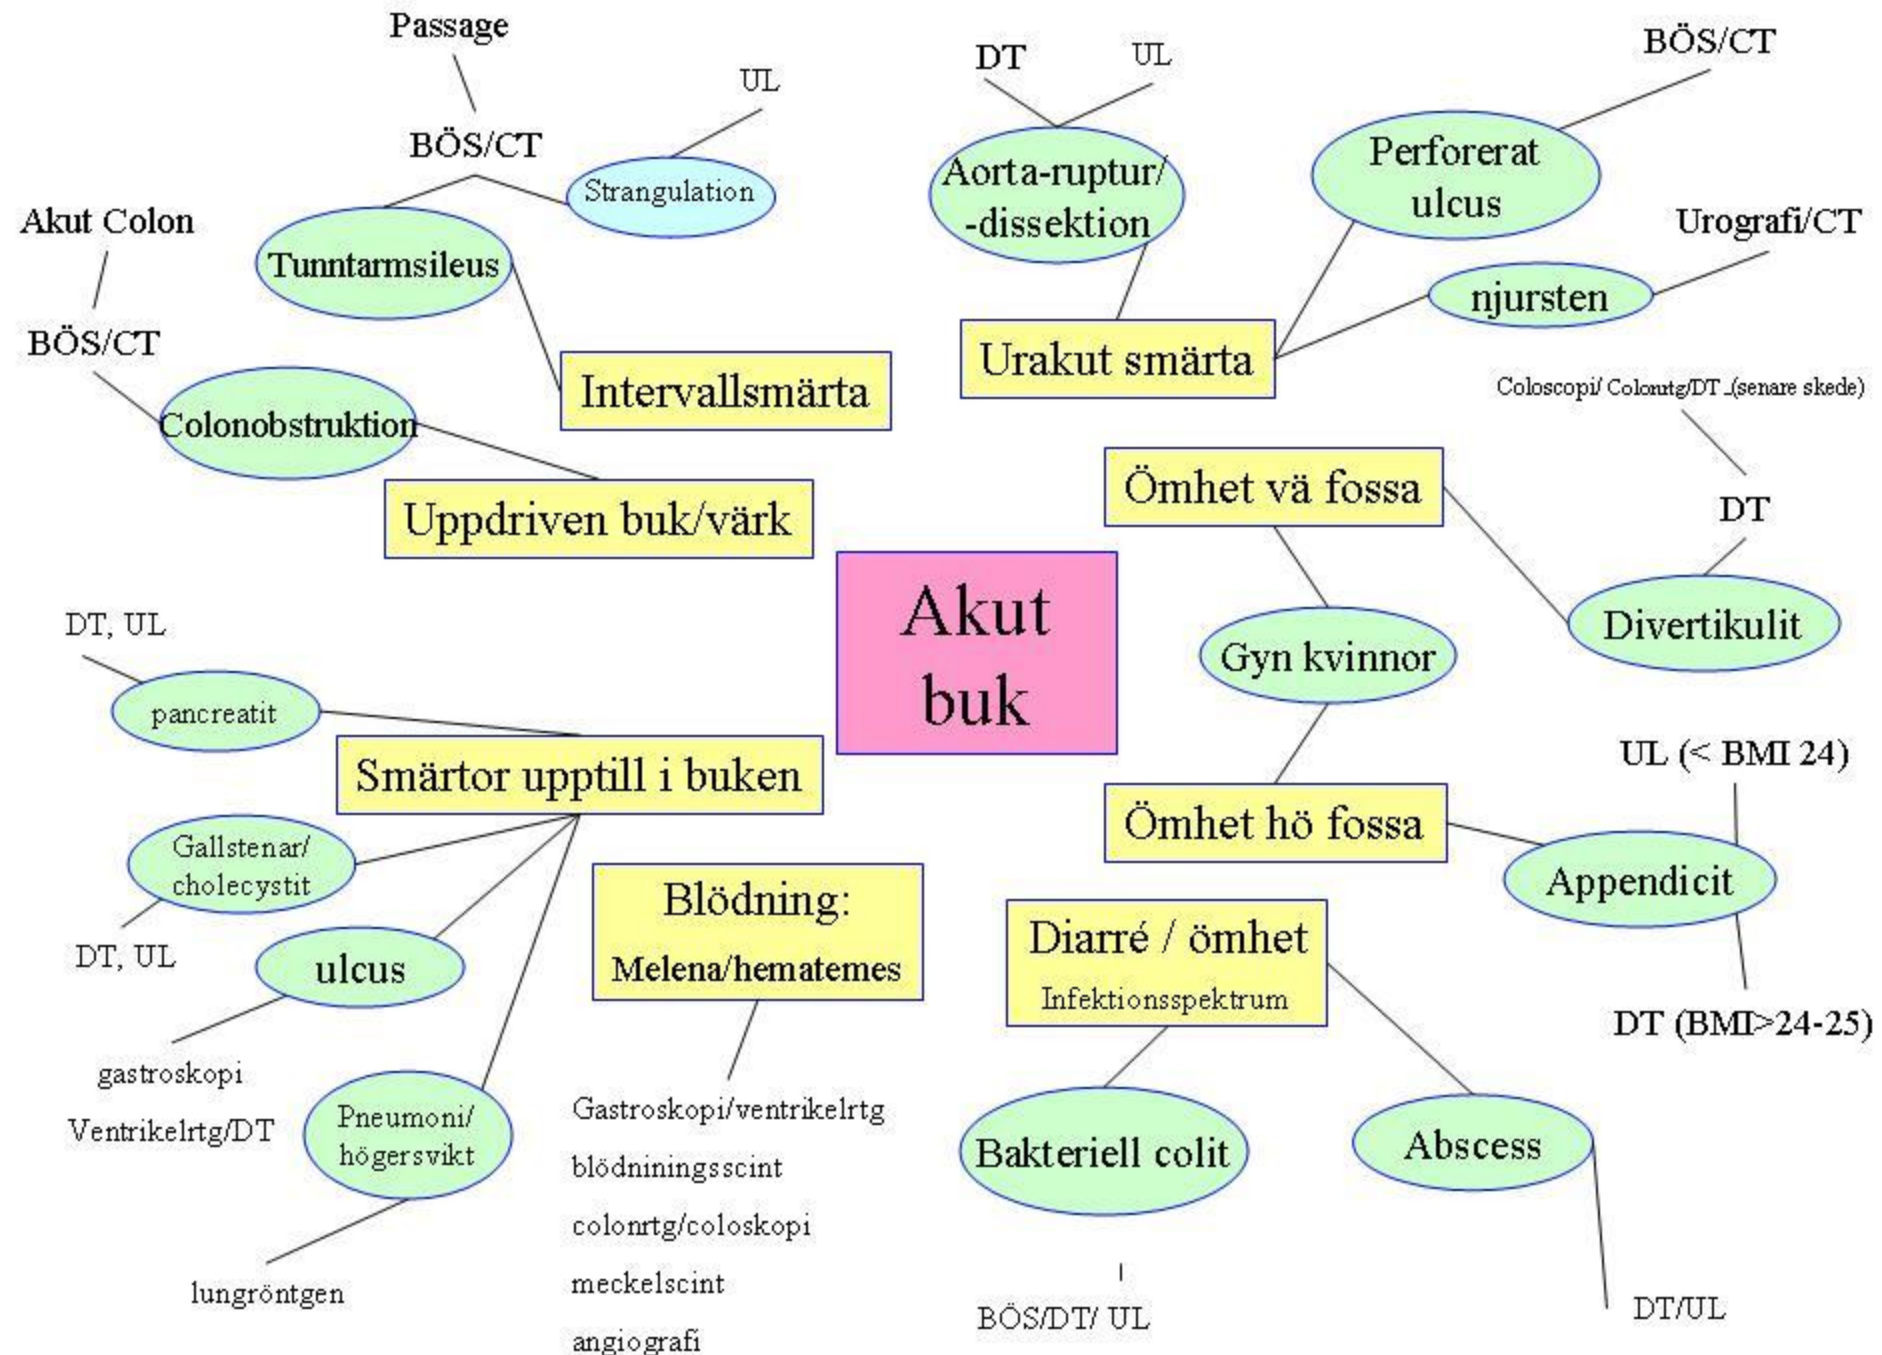 Passage
UL
BÖS/CT
Strangulation
Akut Colon
Tunntarmsileus
BÖS/CT
Intervallsmärta
Colonobstruktion
Uppdriven buk/värk
DT
UL
BÖS/CT
Aorta-ruptur/
-dissektion
Perforerat
ulcus
Urografi/CT
njursten
Urakut smärta
Coloscopi/ Colonrtg/DT (senare skede)
Ömhet vä fossa
DT
Divertikulit
Akut
buk
Gyn kvinnor
UL (< BMI 24)
Ömhet hö fossa
Appendicit
DT (BMI>24-25)
DT, UL
pancreatit
Smärtor upptill i buken
Gallstenar/
cholecystit
DT, UL
ulcus
gastroskopi
Ventrikelrtg/DT
Pneumoni/
högersvikt
lungröntgen
Blödning:
Melena/hematemes
Gastroskopi/ventrikelrtg
blödniningsscint
colonrtg/coloskopi
meckelscint
angiografi
Diarré / ömhet
Infektionsspektrum
Bakteriell colit
Abscess
BÖS/DT/ UL
DT/UL